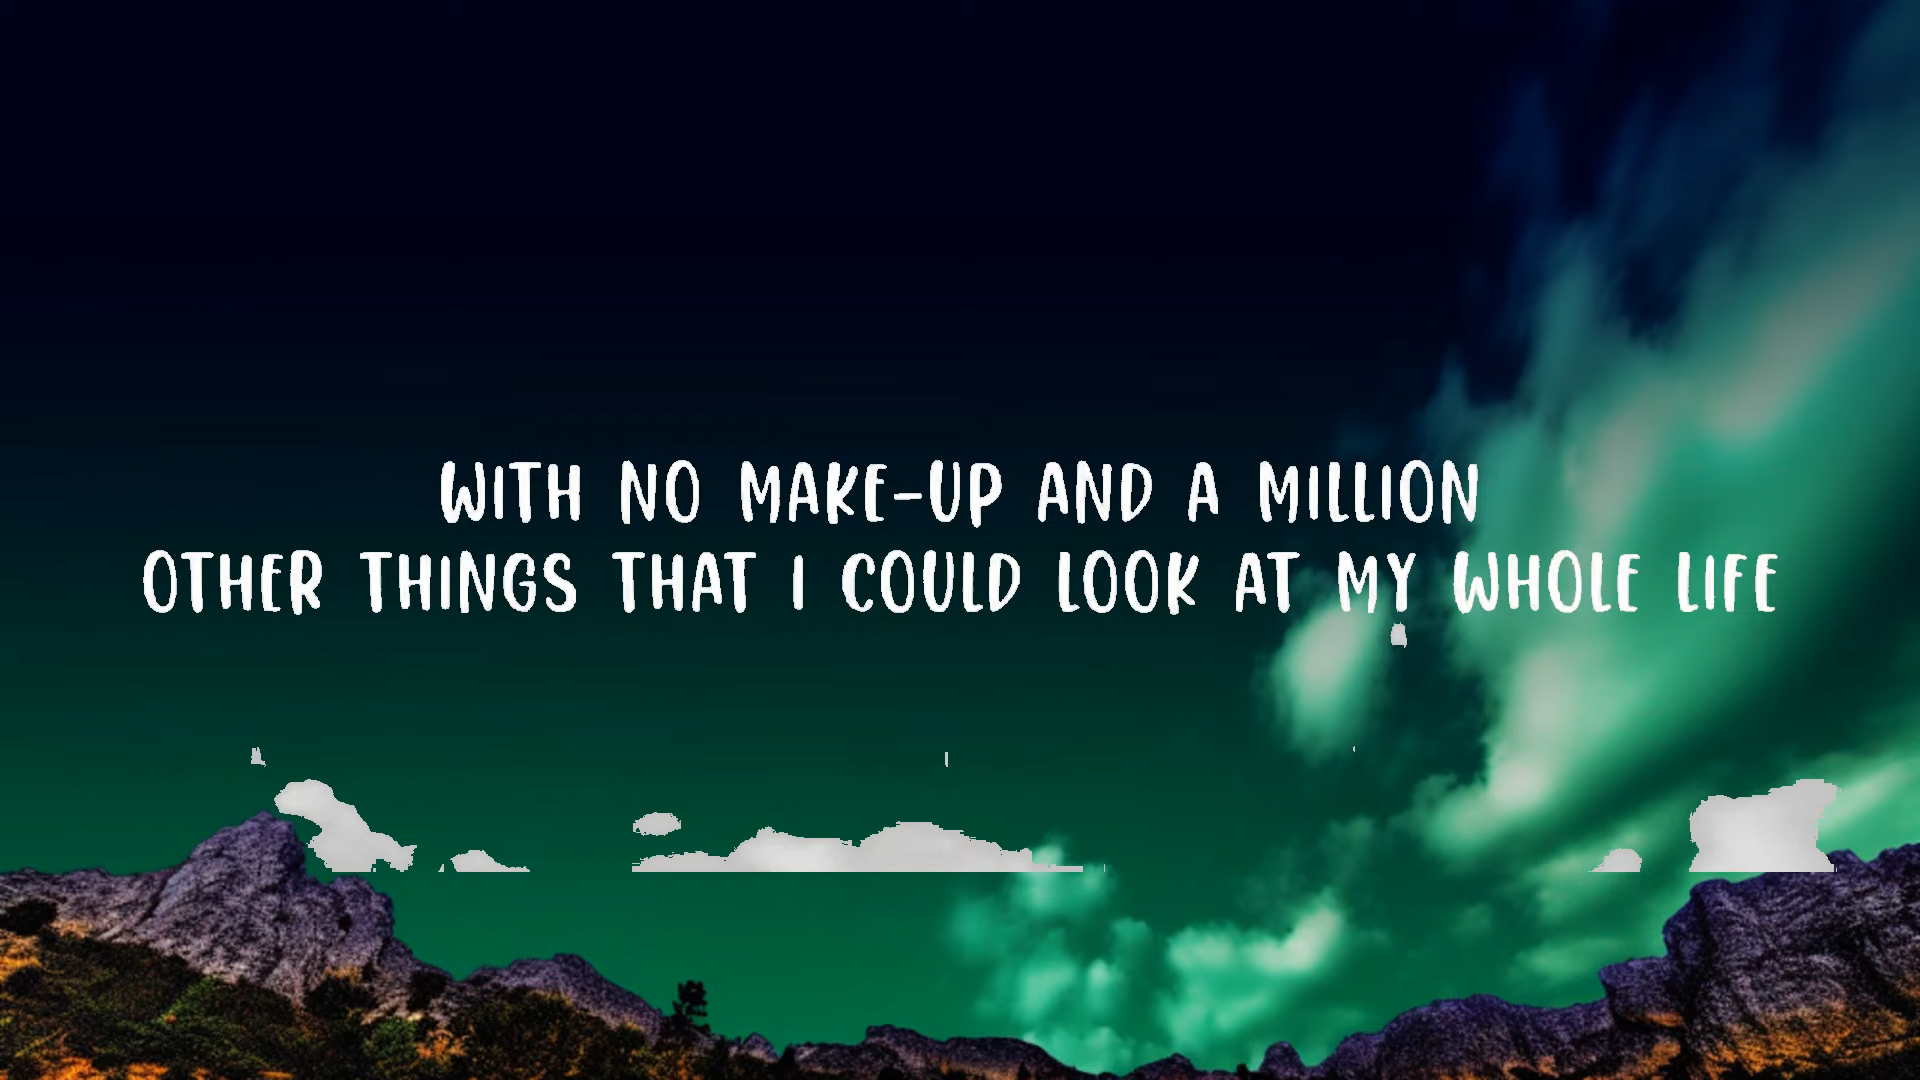 WITH NO MAKE-UP AND A MILLION
OTHER THINGS THAT I COULD LOOK AT MY WHOLE LIFE